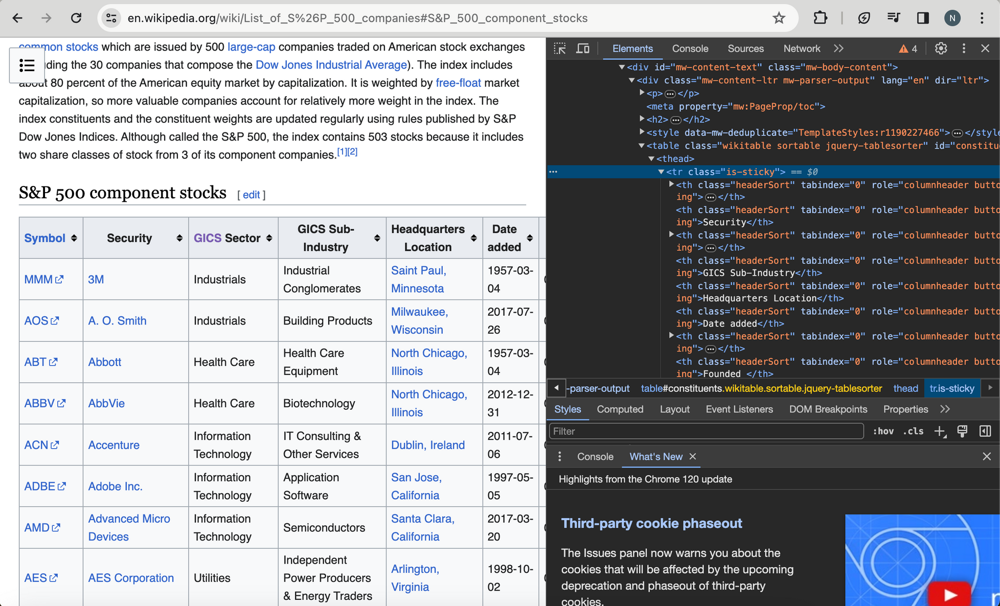 en.wikipedia.org/wiki/List_of_S%26P_500_companies#S&P_500_component_stocks
N
common stocks which are issued by 500 large-cap companies traded on American stock exchanges
ding the 30 companies that compose the Dow Jones Industrial Average). The index includes
about 80 percent of the American equity market by capitalization. It is weighted by free-float market
capitalization, so more valuable companies account for relatively more weight in the index. The
index constituents and the constituent weights are updated regularly using rules published by S&P
Dow Jones Indices. Although called the S&P 500, the index contains 503 stocks because it includes
two share classes of stock from 3 of its component companies.[1][2]
S&P 500 component stocks [ edit ]
Symbol Security GICS Sector GICS Sub-Industry Headquarters Location Date added
MMM 3M Industrials Industrial Conglomerates Saint Paul, Minnesota 1957-03-04
AOS A. O. Smith Industrials Building Products Milwaukee, Wisconsin 2017-07-26
ABT Abbott Health Care Health Care Equipment North Chicago, Illinois 1957-03-04
ABBV AbbVie Health Care Biotechnology North Chicago, Illinois 2012-12-31
ACN Accenture Information Technology IT Consulting & Other Services Dublin, Ireland 2011-07-06
ADBE Adobe Inc. Information Technology Application Software San Jose, California 1997-05-05
AMD Advanced Micro Devices Information Technology Semiconductors Santa Clara, California 2017-03-20
AES AES Corporation Utilities Independent Power Producers & Energy Traders Arlington, Virginia 1998-10-02
Elements Console Sources Network 4
<div id="mw-content-text" class="mw-body-content">
<div class="mw-content-ltr mw-parser-output" lang="en" dir="ltr">
<p>…</p>
<meta property="mw:PageProp/toc">
<h2>…</h2>
<style data-mw-deduplicate="TemplateStyles:r1190227466">…</style
<table class="wikitable sortable jquery-tablesorter" id="constitu
<thead>
… <tr class="is-sticky"> == $0
<th class="headerSort" tabindex="0" role="columnheader butto
ing">…</th>
<th class="headerSort" tabindex="0" role="columnheader butto
ing">Security</th>
<th class="headerSort" tabindex="0" role="columnheader butto
ing">…</th>
<th class="headerSort" tabindex="0" role="columnheader butto
ing">GICS Sub-Industry</th>
<th class="headerSort" tabindex="0" role="columnheader butto
ing">Headquarters Location</th>
<th class="headerSort" tabindex="0" role="columnheader butto
ing">Date added</th>
<th class="headerSort" tabindex="0" role="columnheader butto
ing">…</th>
<th class="headerSort" tabindex="0" role="columnheader butto
ing">Founded </th>
-parser-output table#constituents.wikitable.sortable.jquery-tablesorter thead tr.is-sticky
Styles Computed Layout Event Listeners DOM Breakpoints Properties
Filter :hov .cls
Console What's New
Highlights from the Chrome 120 update
Third-party cookie phaseout
The Issues panel now warns you about the
cookies that will be affected by the upcoming
deprecation and phaseout of third-party
cookies.